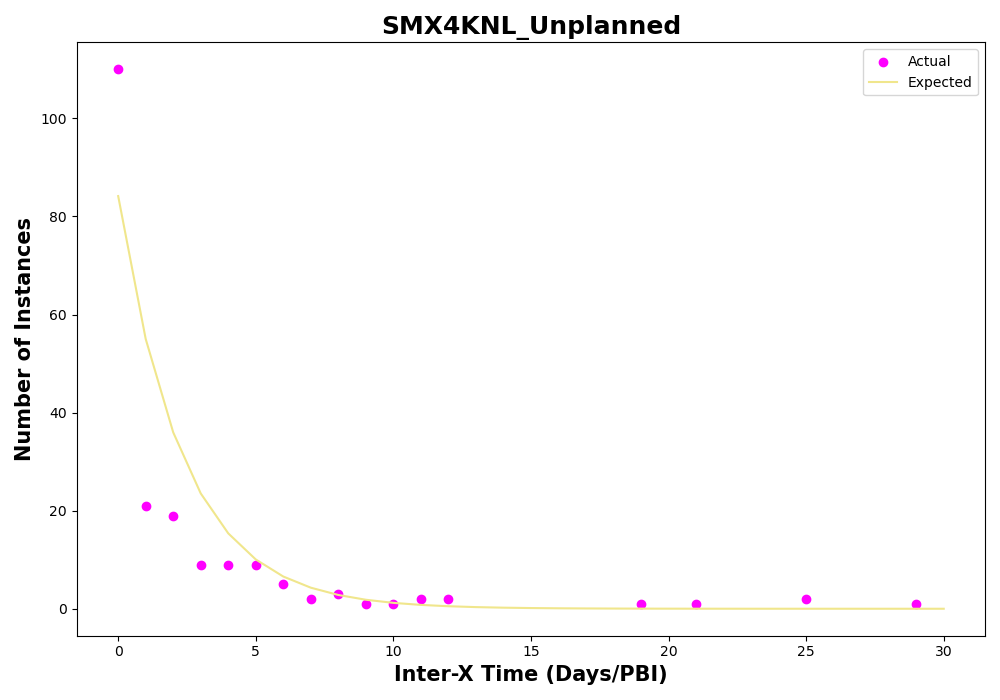 SMX4KNL_Unplanned
Actual
Expected
Number of Instances
100
80
60
40
20
0
0 5 10 15 20 25 30
Inter-X Time (Days/PBI)